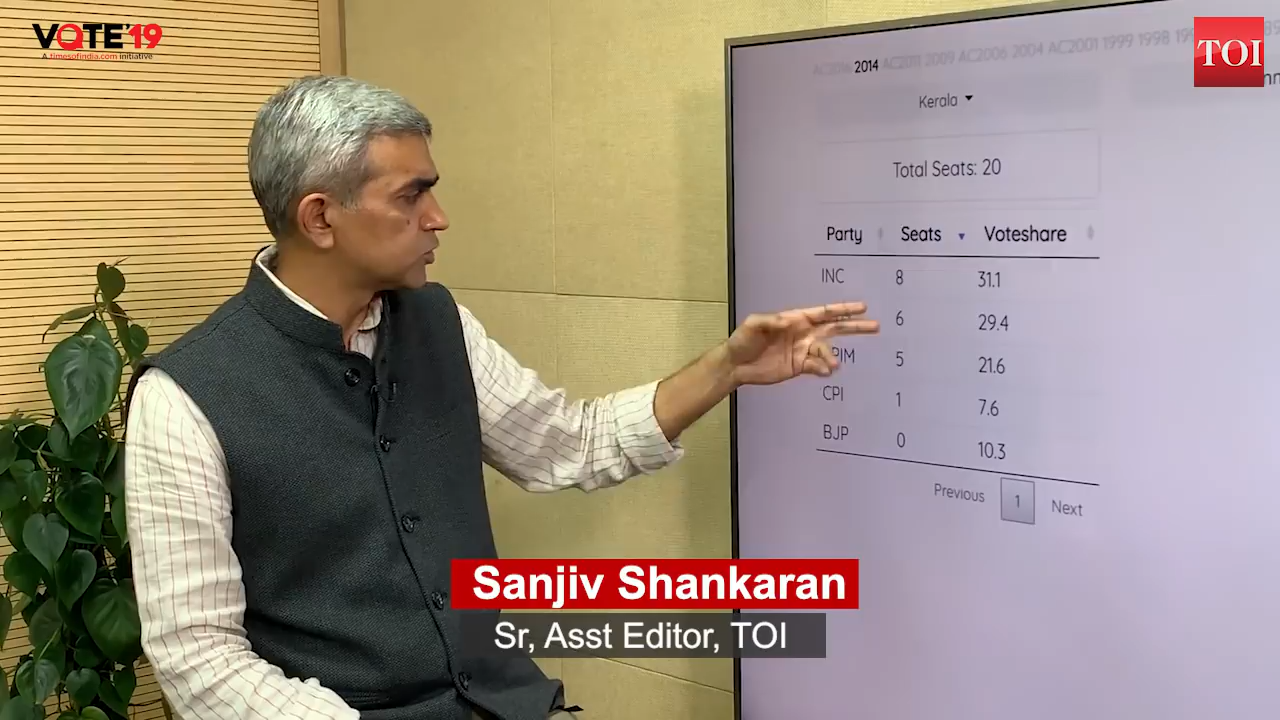 VOTE'19
A timesofindia.com initiative
TOI
2014 AC2011 2009 AC2006 2004 AC2001 1999 1998
Kerala
Total Seats: 20
Party Seats Voteshare
INC 8 31.1
6 29.4
PIM 5 21.6
CPI 1 7.6
BJP 0 10.3
Previous 1 Next
Sanjiv Shankaran
Sr, Asst Editor, TOI